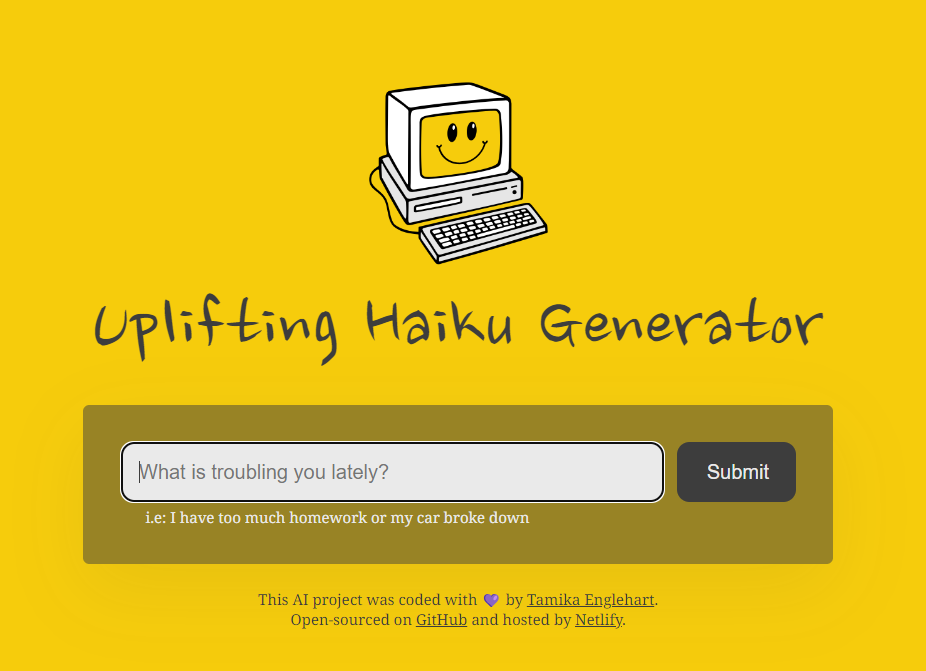 Uplifting Haiku Generator
What is troubling you lately?
Submit
i.e: I have too much homework or my car broke down
This AI project was coded with 💜 by Tamika Englehart.
Open-sourced on GitHub and hosted by Netlify.